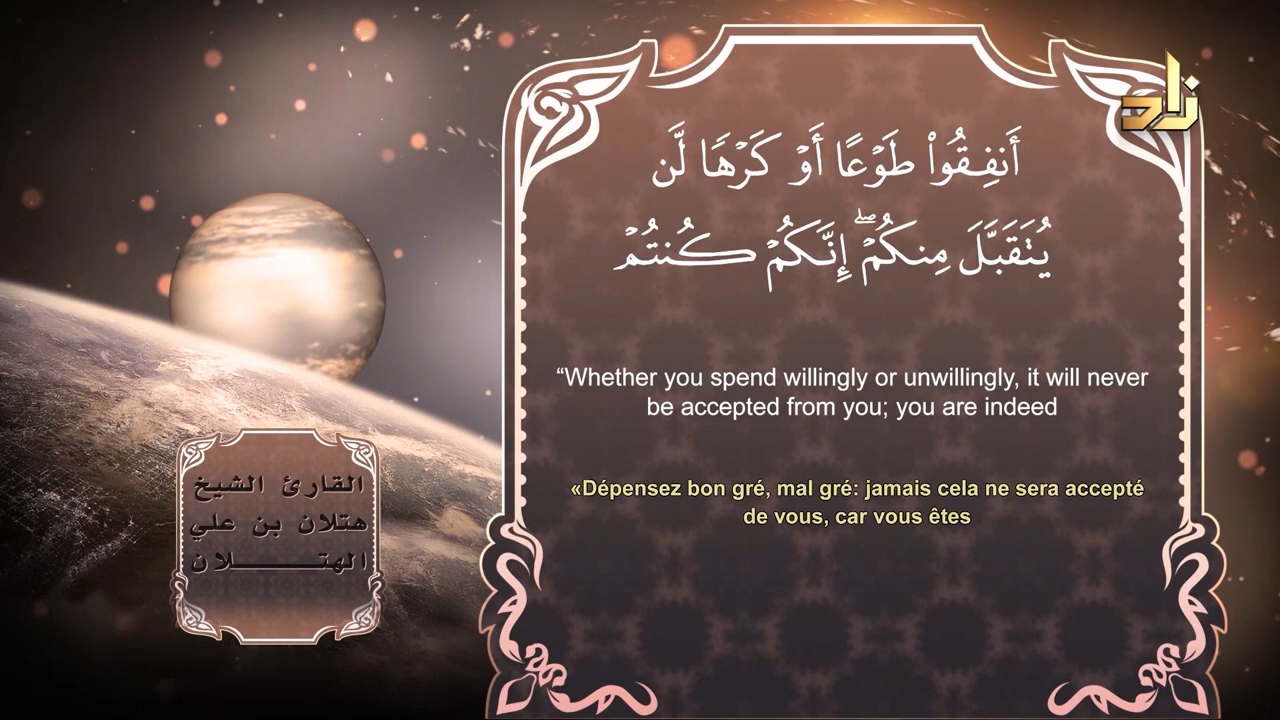 زاد
أَنفِقُوا۟ طَوْعًا أَوْ كَرْهًا لَّن
يُتَقَبَّلَ مِنكُمْ ۖ إِنَّكُمْ كُنتُمْ
“Whether you spend willingly or unwillingly, it will never
be accepted from you; you are indeed
«Dépensez bon gré, mal gré: jamais cela ne sera accepté
de vous, car vous êtes
القارئ الشيخ
هتلان بن علي
الهتـــــــلان